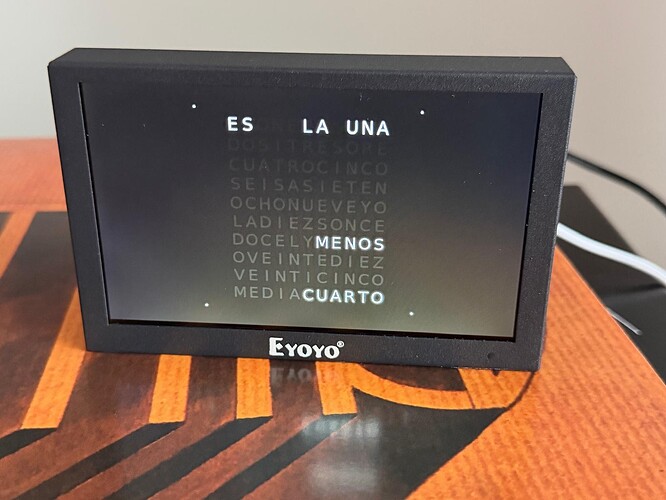 ES LA UNA
DOSITRESORE
CUATROCINCO
SEISASIETEN
OCHONUEVEYO
LADIEZSONCE
DOCELYMENOS
OVEINTEDIEZ
VEINTICINCO
MEDIACUARTO
EYOYO®